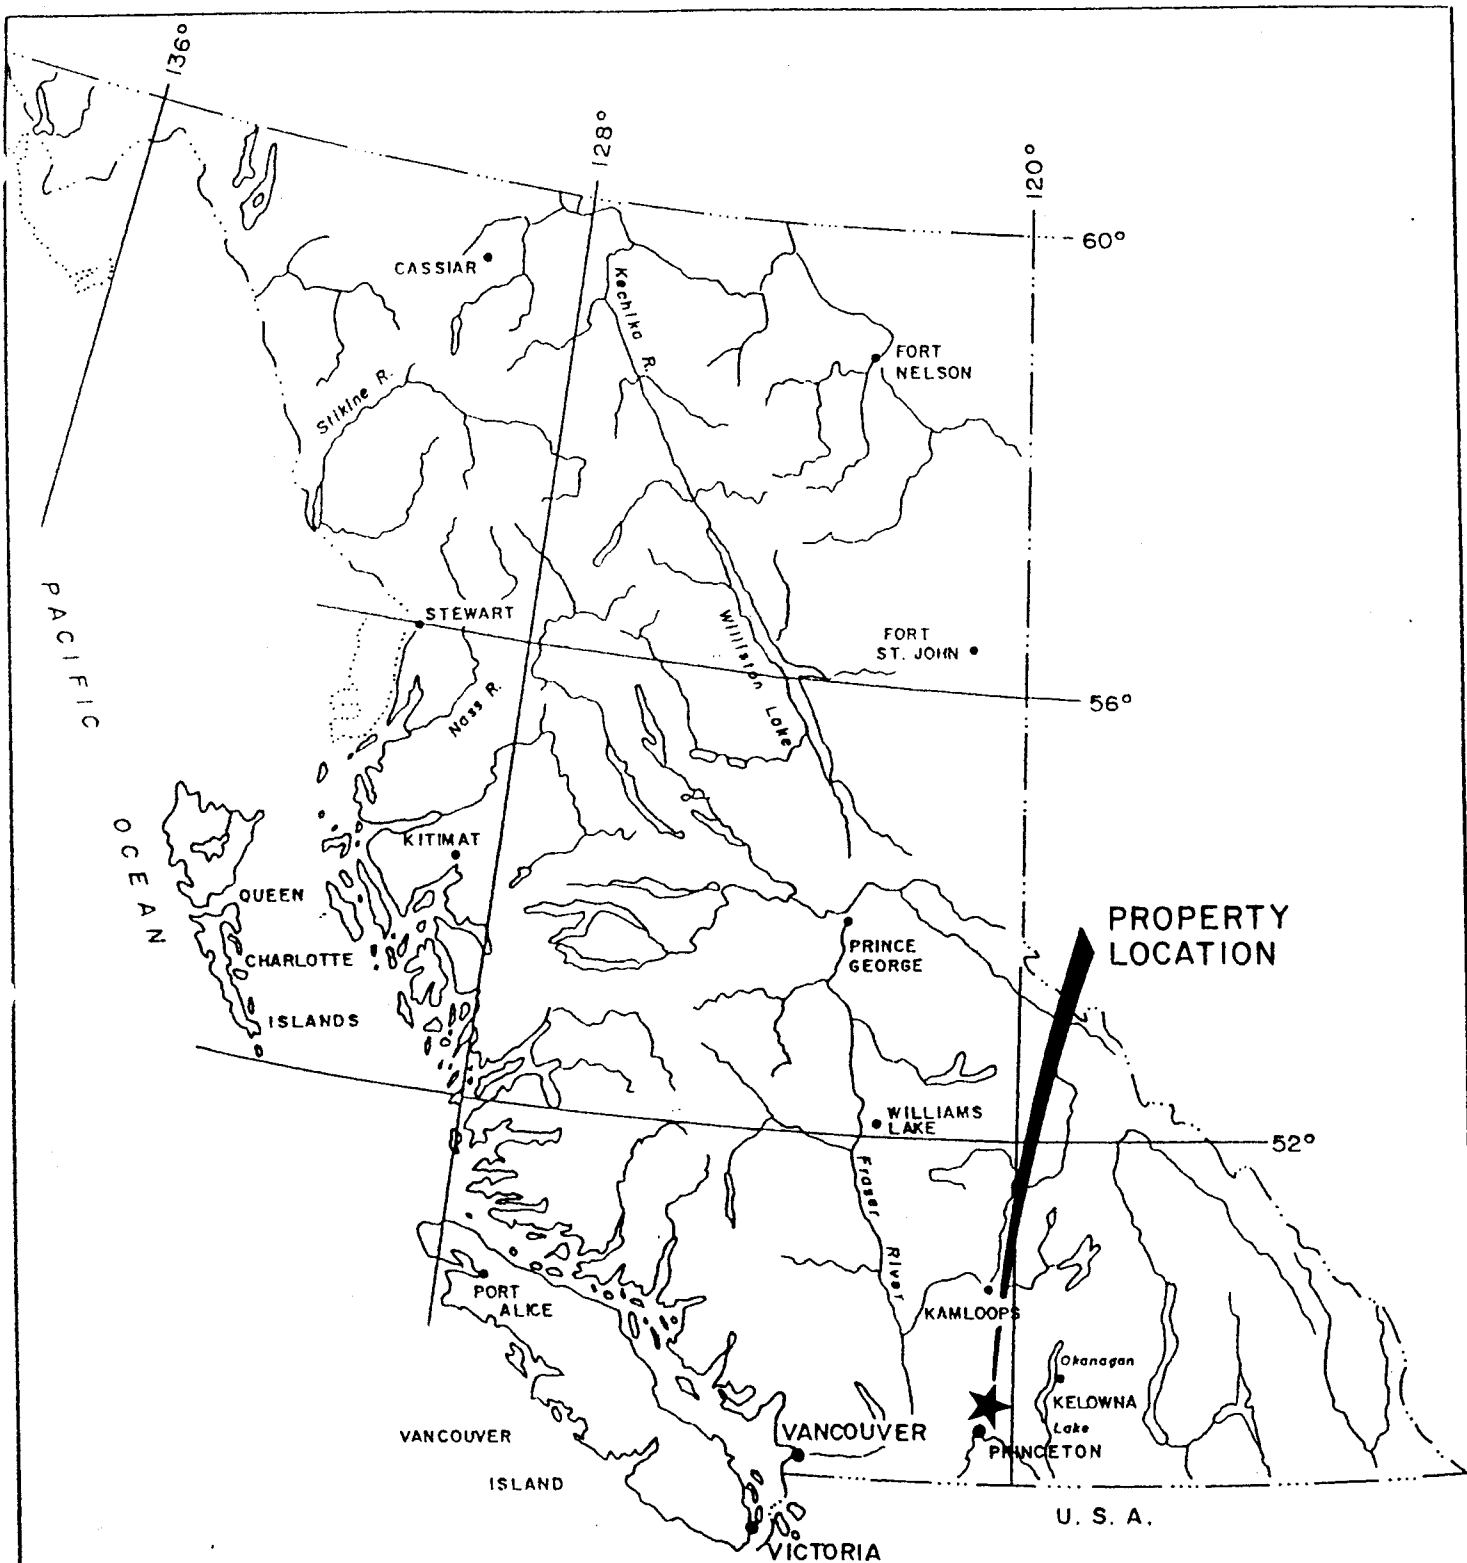 136°
128°
120°
60°
CASSIAR
Kechika R.
FORT
NELSON
Stikine R.
PACIFIC
OCEAN
STEWART
FORT
ST. JOHN
Williston Lake
56°
Nass R.
KITIMAT
QUEEN
CHARLOTTE
ISLANDS
PROPERTY
LOCATION
PRINCE
GEORGE
WILLIAMS
LAKE
52°
Fraser River
PORT
ALICE
KAMLOOPS
Okanagan
KELOWNA
Lake
VANCOUVER
ISLAND
VANCOUVER
PRINCETON
U. S. A.
VICTORIA